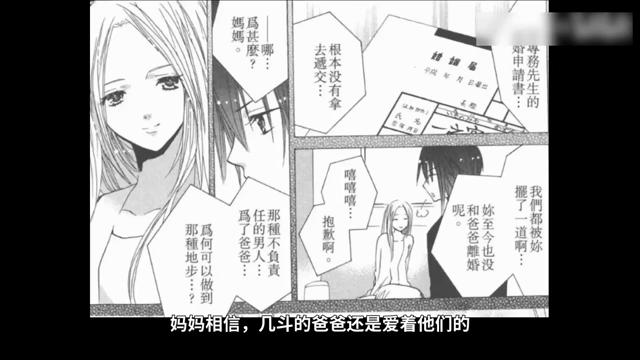 專務先生的
婚申請書…
根本没有拿
去遞交…
婚姻届
——哪…
爲甚麼?
媽媽。
我們都被妳
擺了一道啊…
妳至今也没
和爸爸離婚
呢。
嘻嘻嘻…
抱歉啊。
那種不負責
任的男人…
爲了爸爸…
爲何可以做到
那種地步…?
妈妈相信，几斗的爸爸还是爱着他们的